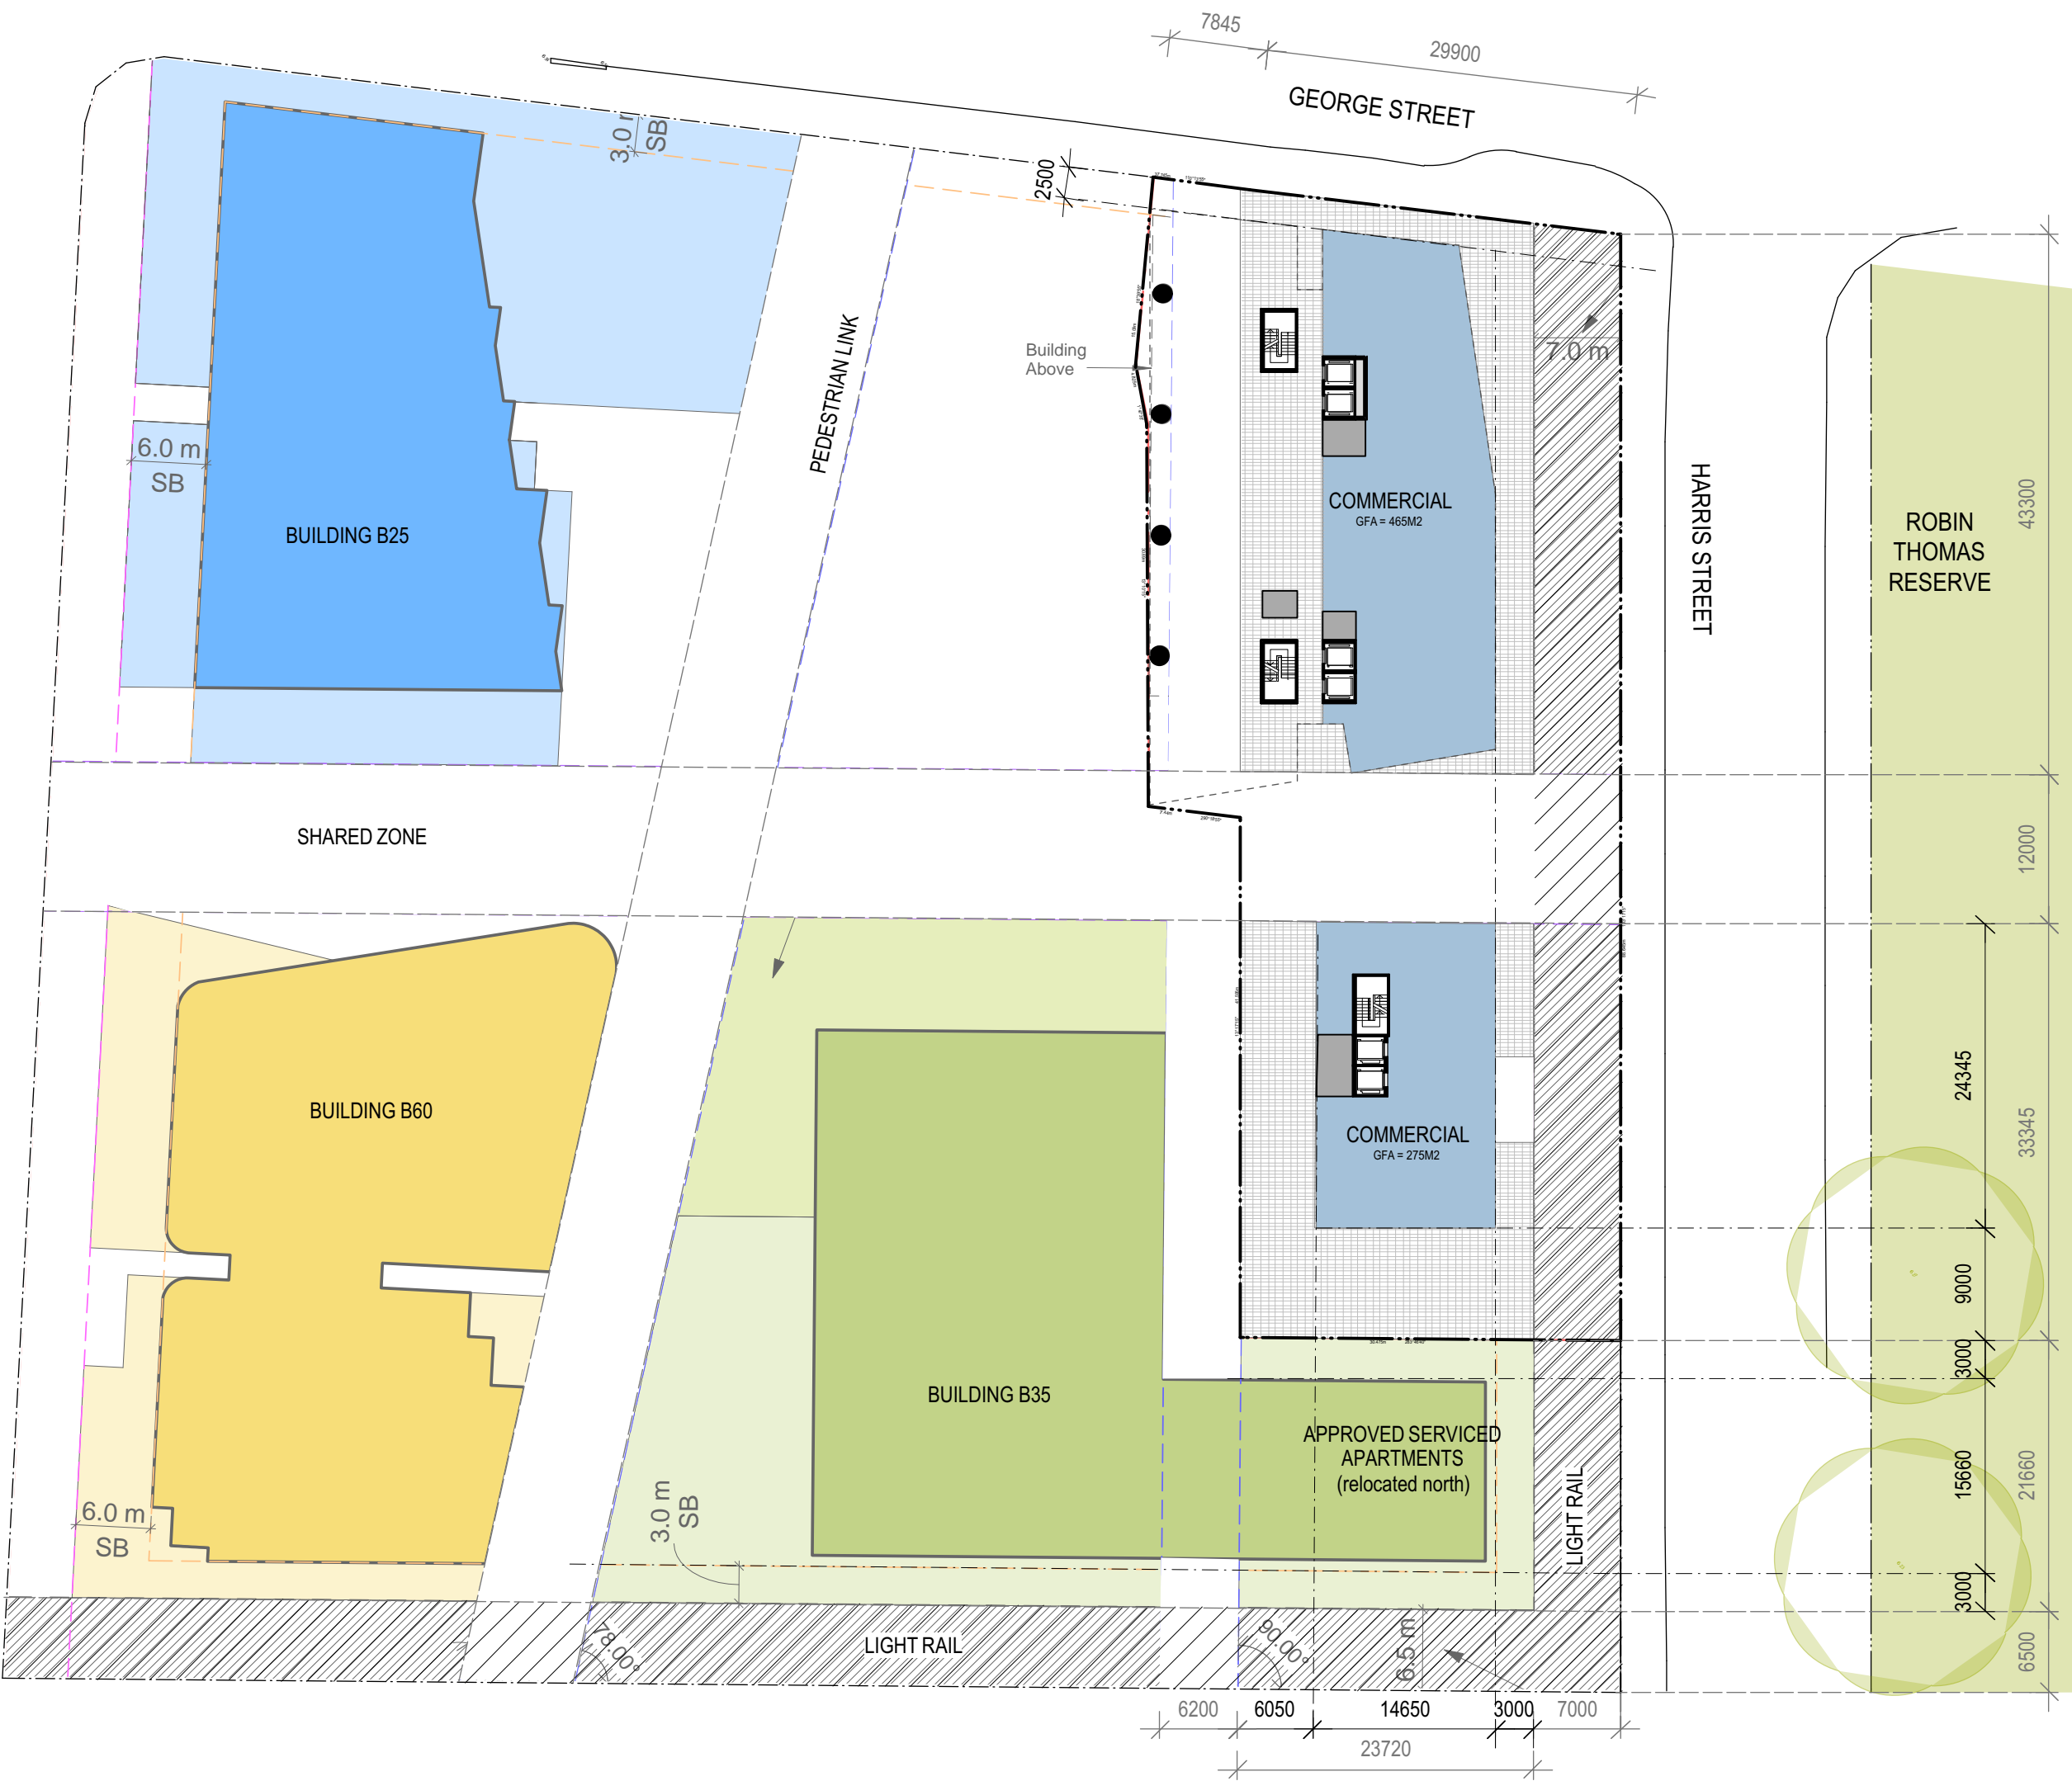 7845
29900
GEORGE STREET
3.0 m
SB
2500
7.0 m
PEDESTRIAN LINK
Building
Above
6.0 m
SB
BUILDING B25
COMMERCIAL
GFA = 465M2
HARRIS STREET
ROBIN
THOMAS
RESERVE
43300
SHARED ZONE
12000
BUILDING B60
24345
33345
COMMERCIAL
GFA = 275M2
9000
3000
BUILDING B35
APPROVED SERVICED
APARTMENTS
(relocated north)
LIGHT RAIL
15660
21660
6.0 m
SB
3.0 m
SB
3000
78.00°
LIGHT RAIL
90.00°
6.5 m
6500
6200
6050
14650
3000
7000
23720